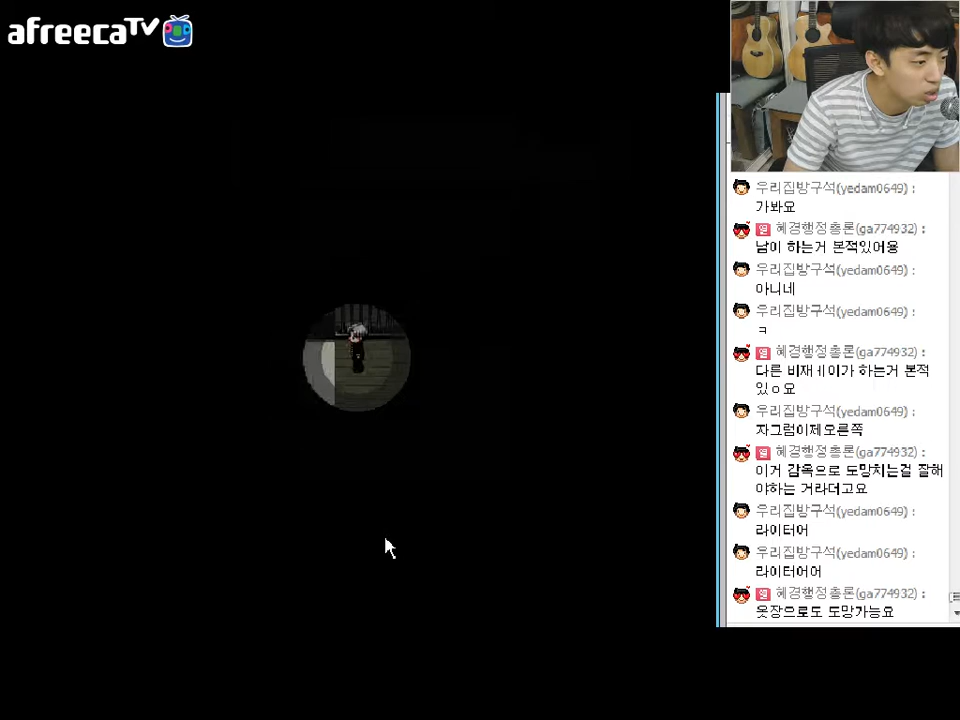 afreecaTV
우리집방구석(yedam0649) :
가봐요
열 혜경행정총론(ga774932) :
남이 하는거 본적있어용
우리집방구석(yedam0649) :
아니네
우리집방구석(yedam0649) :
ㅋ
열 혜경행정총론(ga774932) :
다른 비재ㅔ이가 하는거 본적
있ㅇ요
우리집방구석(yedam0649) :
자그럼이제오른쪽
열 혜경행정총론(ga774932) :
이거 감옥으로 도망치는걸 잘해
야하는 거라더고요
우리집방구석(yedam0649) :
라이터어
우리집방구석(yedam0649) :
라이터어어
열 혜경행정총론(ga774932) :
옷장으로도 도망가능요